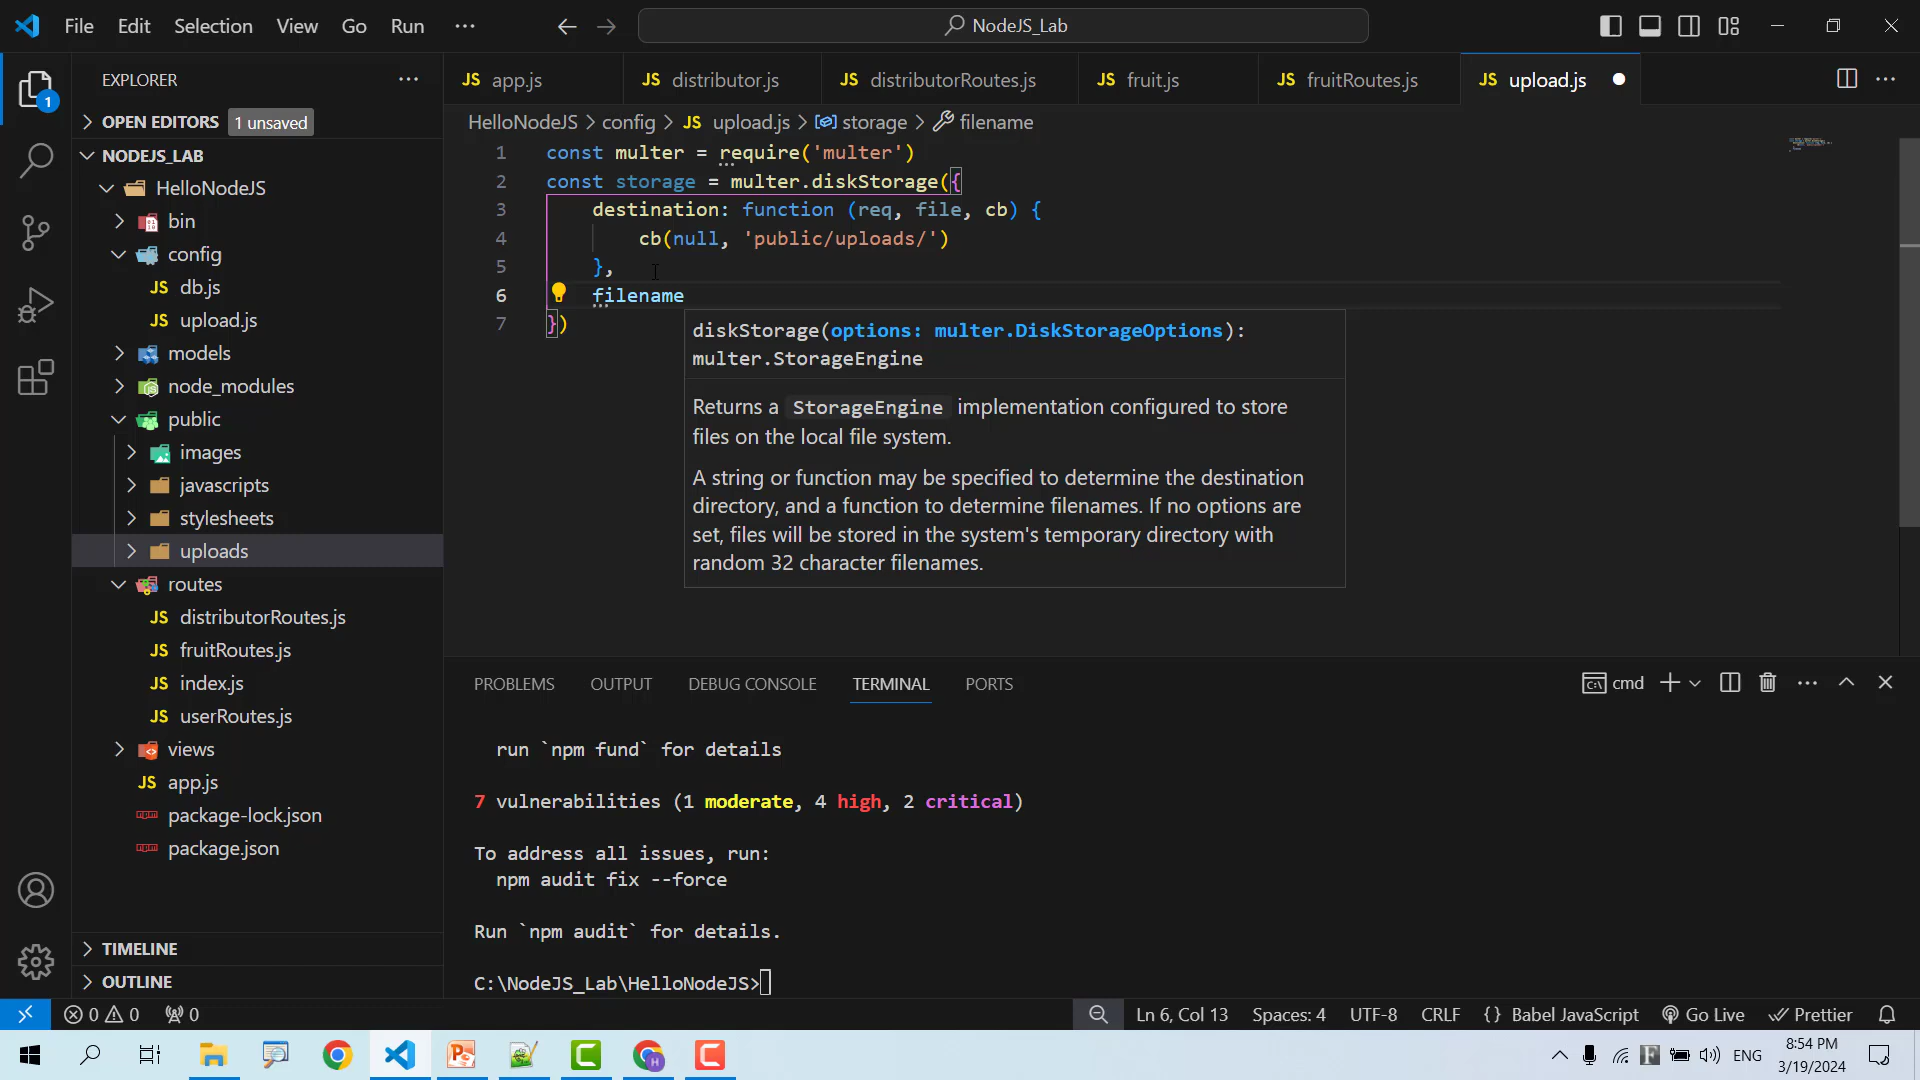 File Edit Selection View Go Run ··· NodeJS_Lab
EXPLORER ···
OPEN EDITORS 1 unsaved
NODEJS_LAB
HelloNodeJS
bin
config
JS db.js
JS upload.js
models
node_modules
public
images
javascripts
stylesheets
uploads
routes
JS distributorRoutes.js
JS fruitRoutes.js
JS index.js
JS userRoutes.js
views
JS app.js
package-lock.json
package.json
TIMELINE
OUTLINE
1
JS app.js JS distributor.js JS distributorRoutes.js JS fruit.js JS fruitRoutes.js JS upload.js ● ···
HelloNodeJS > config > JS upload.js > storage > filename
1 const multer = require('multer')
2 const storage = multer.diskStorage({
3 destination: function (req, file, cb) {
4 cb(null, 'public/uploads/')
5 },
6 filename
7 })
diskStorage(options: multer.DiskStorageOptions):
multer.StorageEngine
Returns a StorageEngine implementation configured to store
files on the local file system.
A string or function may be specified to determine the destination
directory, and a function to determine filenames. If no options are
set, files will be stored in the system's temporary directory with
random 32 character filenames.
PROBLEMS OUTPUT DEBUG CONSOLE TERMINAL PORTS cmd ···
run `npm fund` for details
7 vulnerabilities (1 moderate, 4 high, 2 critical)
To address all issues, run:
npm audit fix --force
Run `npm audit` for details.
C:\NodeJS_Lab\HelloNodeJS>
0 0 0 Ln 6, Col 13 Spaces: 4 UTF-8 CRLF {} Babel JavaScript Go Live Prettier
ENG 8:54 PM
3/19/2024